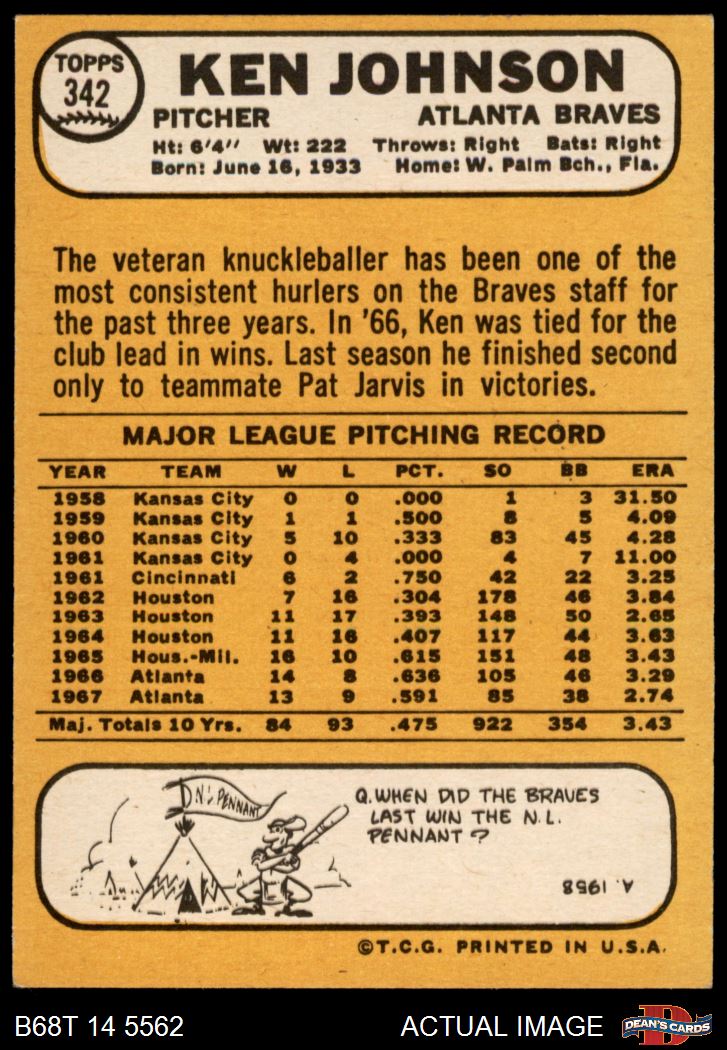 TOPPS
342
KEN JOHNSON
PITCHER ATLANTA BRAVES
Ht: 6'4" Wt: 222 Throws: Right Bats: Right
Born: June 16, 1933 Home: W. Palm Bch., Fla.
The veteran knuckleballer has been one of the
most consistent hurlers on the Braves staff for
the past three years. In '66, Ken was tied for the
club lead in wins. Last season he finished second
only to teammate Pat Jarvis in victories.
MAJOR LEAGUE PITCHING RECORD
YEAR TEAM W L PCT. SO BB ERA
1958 Kansas City 0 0 .000 1 3 31.50
1959 Kansas City 1 1 .500 8 5 4.09
1960 Kansas City 5 10 .333 83 45 4.28
1961 Kansas City 0 4 .000 4 7 11.00
1961 Cincinnati 6 2 .750 42 22 3.25
1962 Houston 7 16 .304 178 46 3.84
1963 Houston 11 17 .393 148 50 2.65
1964 Houston 11 16 .407 117 44 3.63
1965 Hous.-Mil. 16 10 .615 151 48 3.43
1966 Atlanta 14 8 .636 105 46 3.29
1967 Atlanta 13 9 .591 85 38 2.74
Maj. Totals 10 Yrs. 84 93 .475 922 354 3.43
N.L. PENNANT
Q. WHEN DID THE BRAVES
LAST WIN THE N.L.
PENNANT?
A. 1958
©T.C.G. PRINTED IN U.S.A.
B68T 14 5562 ACTUAL IMAGE
D
DEAN'S CARDS